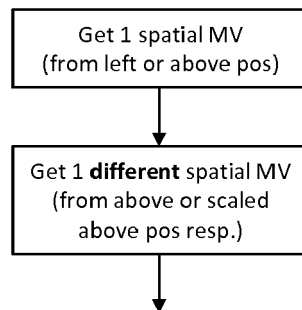 Get 1 spatial MV
(from left or above pos)
Get 1 different spatial MV
(from above or scaled
above pos resp.)